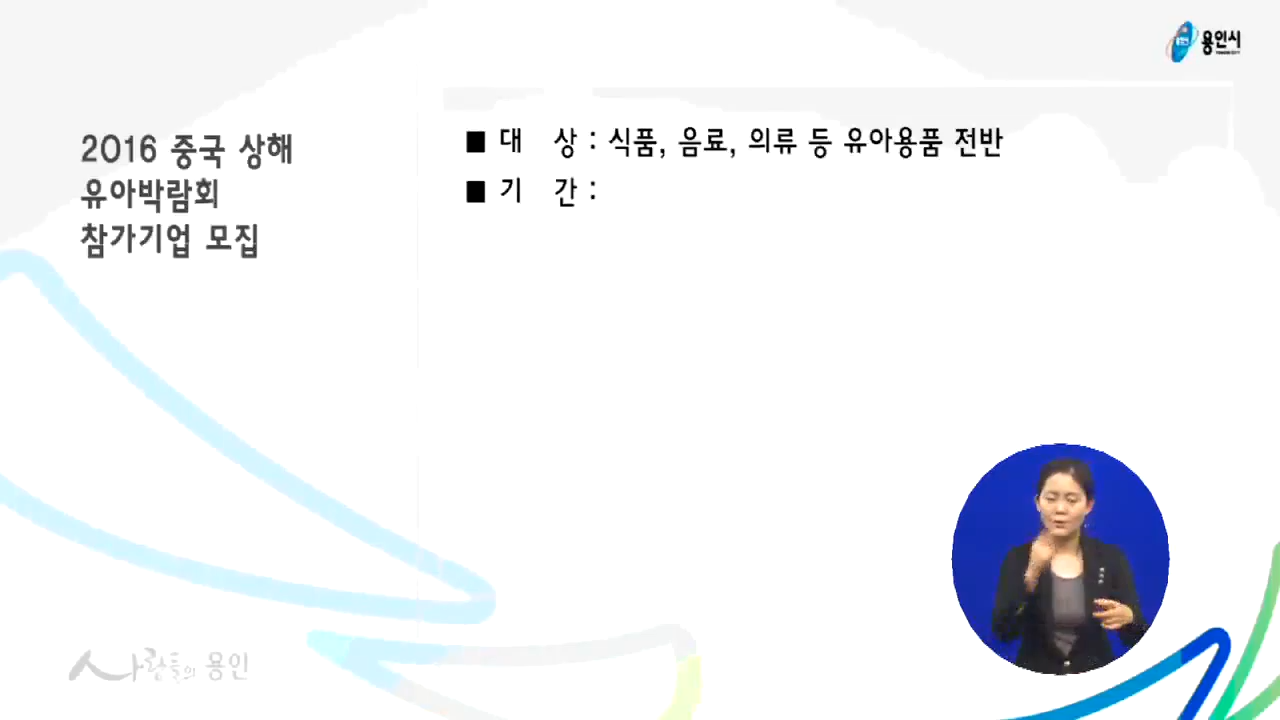 용인시
2016 중국 상해
유아박람회
참가기업 모집
■ 대 상 : 식품, 음료, 의류 등 유아용품 전반
■ 기 간 :
사람들의 용인